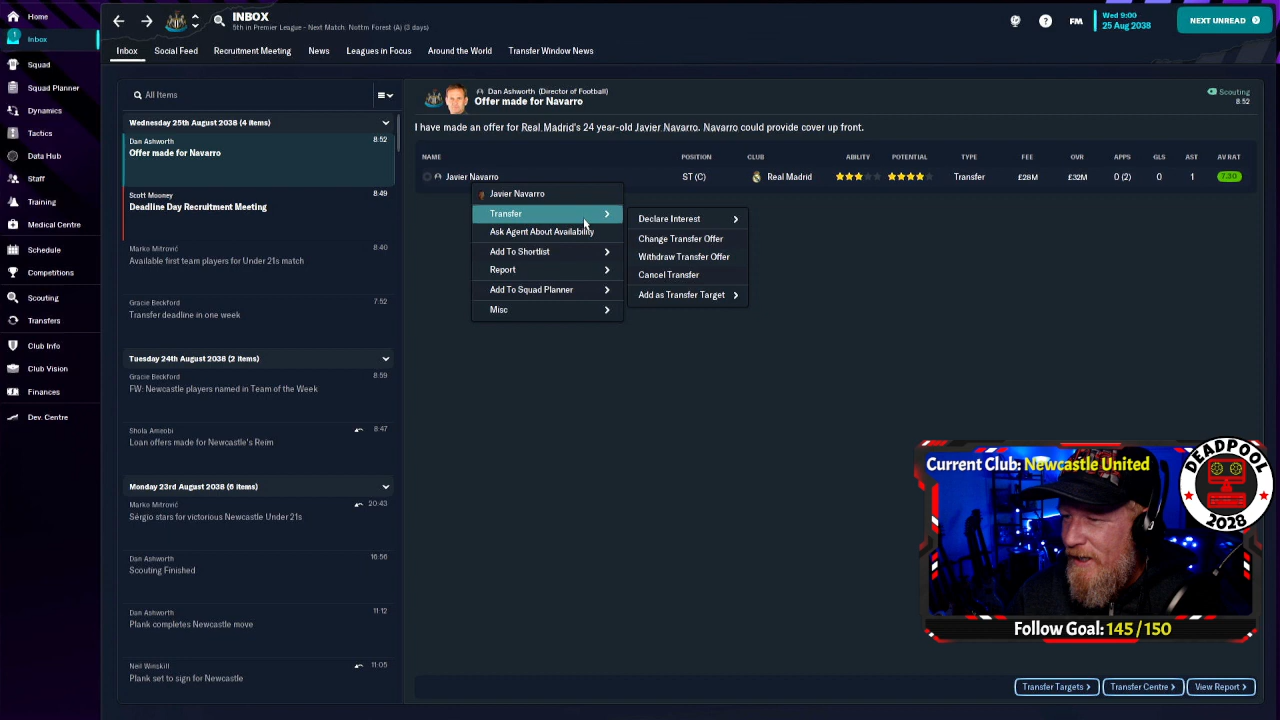 Home
INBOX
5th in Premier League - Next Match: Nottm Forest (A) (3 days)
FM
Wed 9:00
25 Aug 2038
NEXT UNREAD
1
Inbox
Inbox
Social Feed
Recruitment Meeting
News
Leagues in Focus
Around the World
Transfer Window News
Squad
Squad Planner
Dynamics
Tactics
Data Hub
Staff
Training
Medical Centre
Schedule
Competitions
Scouting
Transfers
Club Info
Club Vision
Finances
Dev. Centre
All Items
Wednesday 25th August 2038 (4 items)
Dan Ashworth 8:52
Offer made for Navarro
Scott Mooney 8:49
Deadline Day Recruitment Meeting
Marko Mitrović 8:40
Available first team players for Under 21s match
Gracie Beckford 7:52
Transfer deadline in one week
Tuesday 24th August 2038 (2 items)
Gracie Beckford 8:59
FW: Newcastle players named in Team of the Week
Shola Ameobi 8:47
Loan offers made for Newcastle's Reim
Monday 23rd August 2038 (6 items)
Marko Mitrović 20:43
Sérgio stars for victorious Newcastle Under 21s
Dan Ashworth 16:56
Scouting Finished
Dan Ashworth 11:12
Plank completes Newcastle move
Neil Winskill 11:05
Plank set to sign for Newcastle
Dan Ashworth (Director of Football)
Offer made for Navarro
Scouting
8:52
I have made an offer for Real Madrid's 24 year-old Javier Navarro. Navarro could provide cover up front.
NAME POSITION CLUB ABILITY POTENTIAL TYPE FEE OVR APPS GLS AST AV RAT
Javier Navarro ST (C) Real Madrid Transfer £28M £32M 0 (2) 0 1 7.30
Javier Navarro
Transfer
Ask Agent About Availability
Add To Shortlist
Report
Add To Squad Planner
Misc
Declare Interest
Change Transfer Offer
Withdraw Transfer Offer
Cancel Transfer
Add as Transfer Target
Current Club: Newcastle United
DEADPOOL
2028
Follow Goal: 145 / 150
Transfer Targets
Transfer Centre
View Report